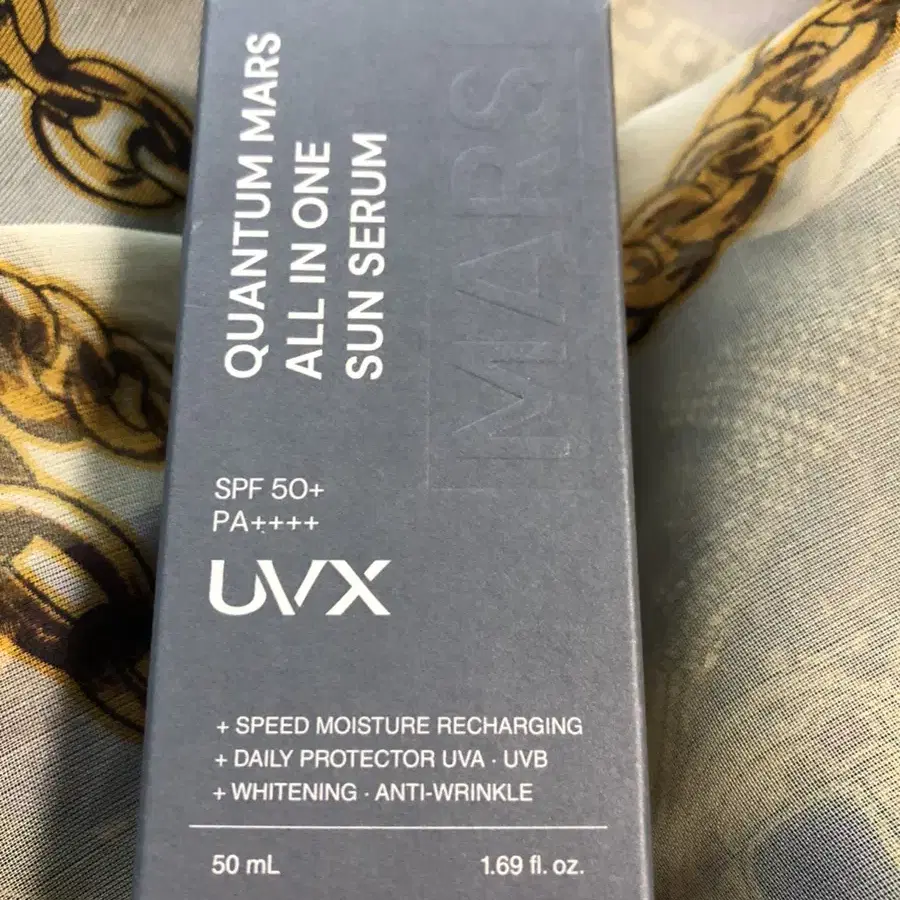 QUANTUM MARS
ALL IN ONE
SUN SERUM
MARS
SPF 50+
PA++++
UVX
+ SPEED MOISTURE RECHARGING
+ DAILY PROTECTOR UVA · UVB
+ WHITENING · ANTI-WRINKLE
50 mL
1.69 fl. oz.